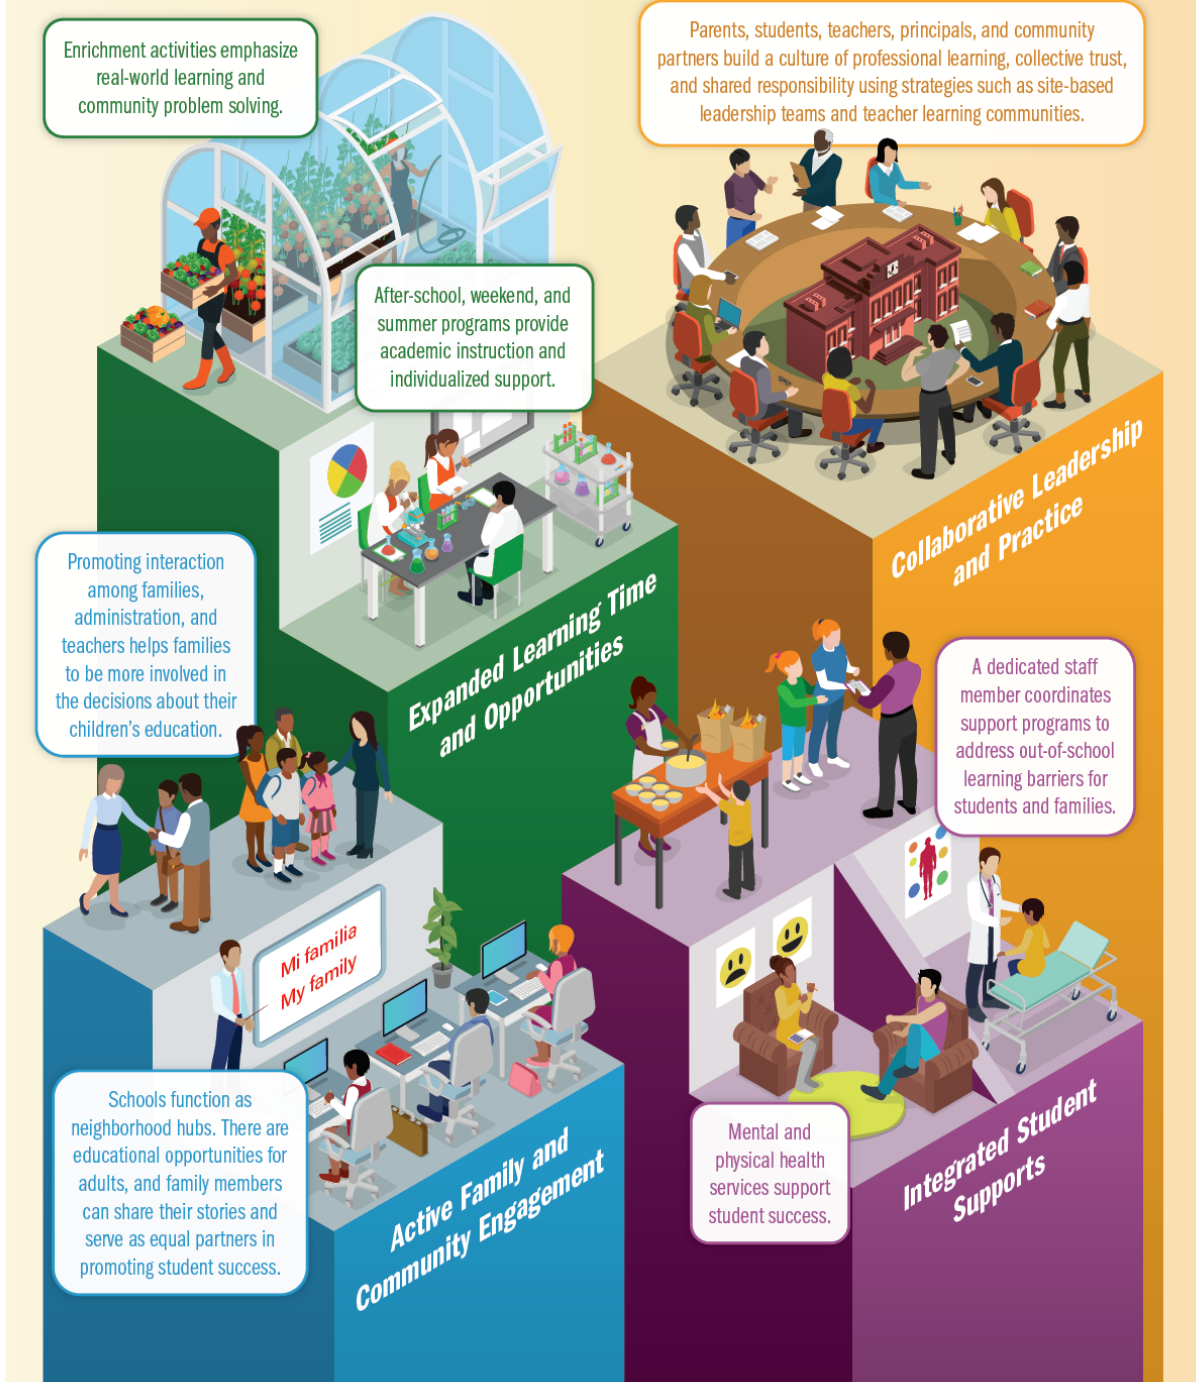 Enrichment activities emphasize
real-world learning and
community problem solving.
Parents, students, teachers, principals, and community
partners build a culture of professional learning, collective trust,
and shared responsibility using strategies such as site-based
leadership teams and teacher learning communities.
After-school, weekend, and
summer programs provide
academic instruction and
individualized support.
Collaborative Leadership
and Practice
Expanded Learning Time
and Opportunities
Promoting interaction
among families,
administration, and
teachers helps families
to be more involved in
the decisions about their
children's education.
A dedicated staff
member coordinates
support programs to
address out-of-school
learning barriers for
students and families.
Mi familia
My family
Schools function as
neighborhood hubs. There are
educational opportunities for
adults, and family members
can share their stories and
serve as equal partners in
promoting student success.
Active Family and
Community Engagement
Mental and
physical health
services support
student success.
Integrated Student
Supports